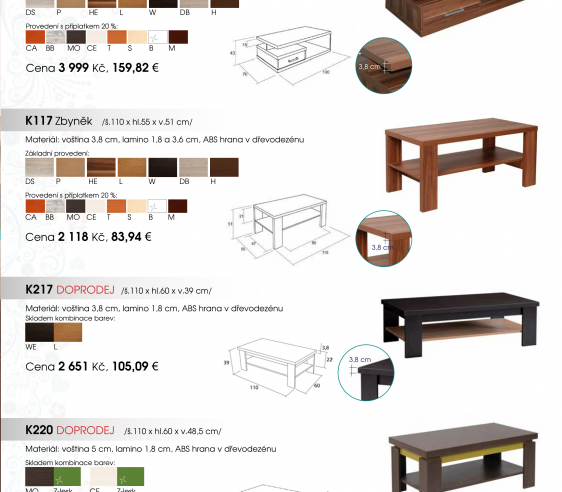 DS P HE L W DB H
Provedení s příplatkem 20 %:
CA BB MO CE T S B M
Cena 3 999 Kč, 159,82 €
15
43
76
100
3,8 cm
K117 Zbyněk /š.110 x hl.55 x v.51 cm/
Materiál: voština 3,8 cm, lamino 1,8 a 3,6 cm, ABS hrana v dřevodezénu
Základní provedení:
DS P HE L W DB H
Provedení s příplatkem 20 %:
CA BB MO CE T S B M
Cena 2 118 Kč, 83,94 €
51
21
47
55
90
110
3,8 cm
K217 DOPRODEJ /š.110 x hl.60 x v.39 cm/
Materiál: voština 3,8 cm, lamino 1,8 cm, ABS hrana v dřevodezénu
Skladem kombinace barev:
WE L
Cena 2 651 Kč, 105,09 €
3,8
39
22
110
60
3,8 cm
K220 DOPRODEJ /š.110 x hl.60 x v.48,5 cm/
Materiál: voština 5 cm, lamino 1,8 cm, ABS hrana v dřevodezénu
Skladem kombinace barev:
MO Z-lesk CE Z-lesk